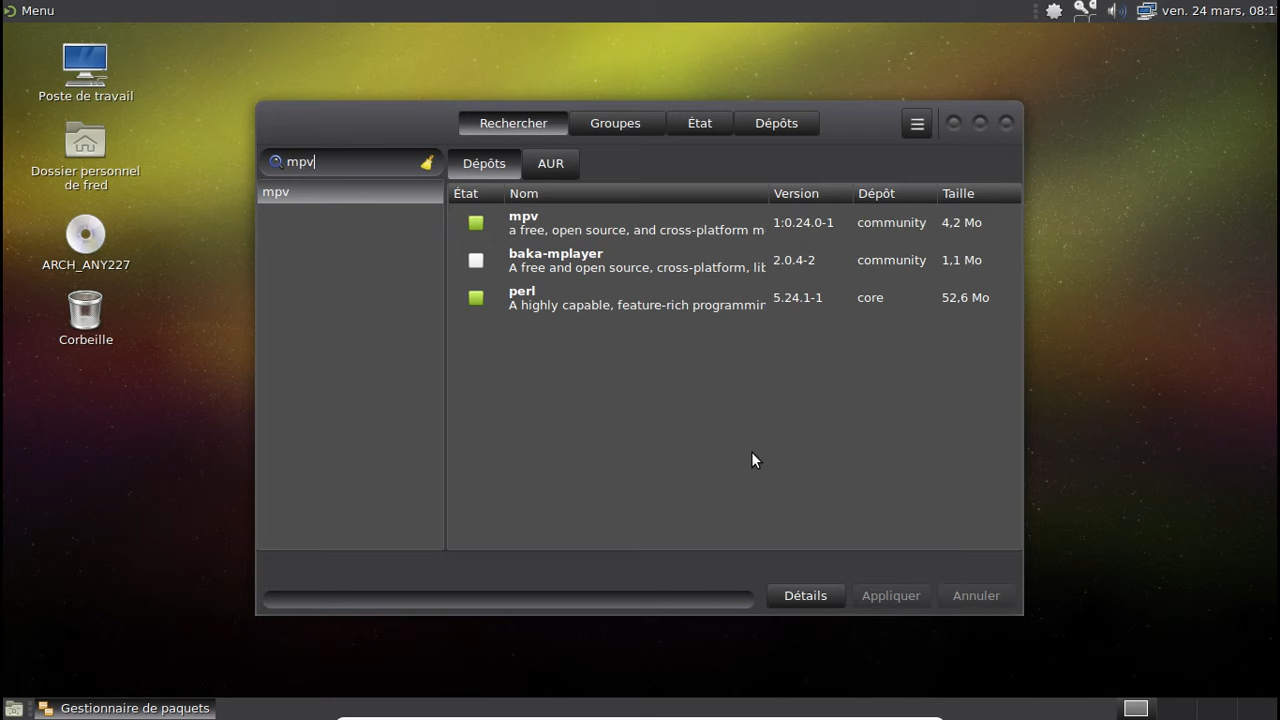 Menu
ven. 24 mars, 08:1
Poste de travail
Dossier personnel
de fred
ARCH_ANY227
Corbeille
Rechercher Groupes État Dépôts
mpv
mpv
Dépôts AUR
État Nom Version Dépôt Taille
mpv
a free, open source, and cross-platform m
1:0.24.0-1 community 4,2 Mo
baka-mplayer
A free and open source, cross-platform, lib
2.0.4-2 community 1,1 Mo
perl
A highly capable, feature-rich programmin
5.24.1-1 core 52,6 Mo
Détails Appliquer Annuler
Gestionnaire de paquets